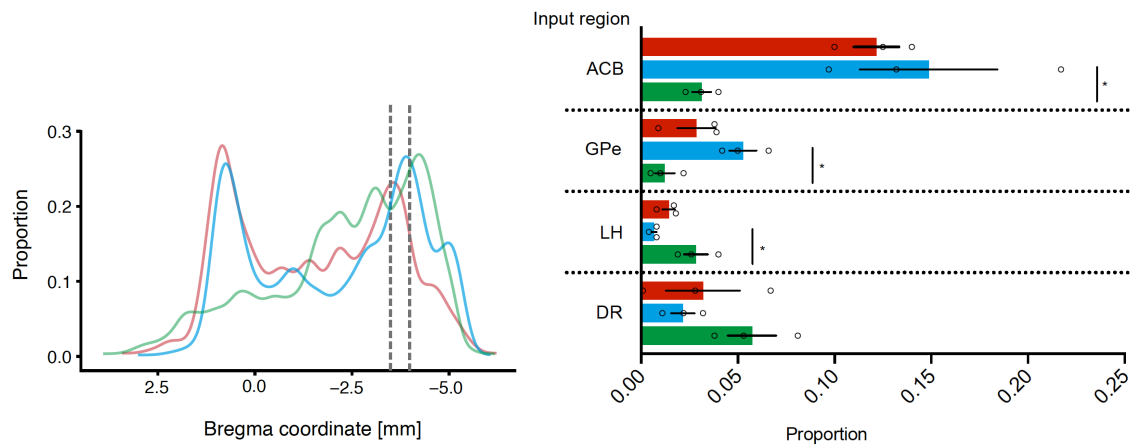 Proportion
0.3
0.2
0.1
0.0
2.5 0.0 -2.5 -5.0
Bregma coordinate [mm]
Input region
ACB
*
GPe
*
LH
*
DR
0.00 0.05 0.10 0.15 0.20 0.25
Proportion